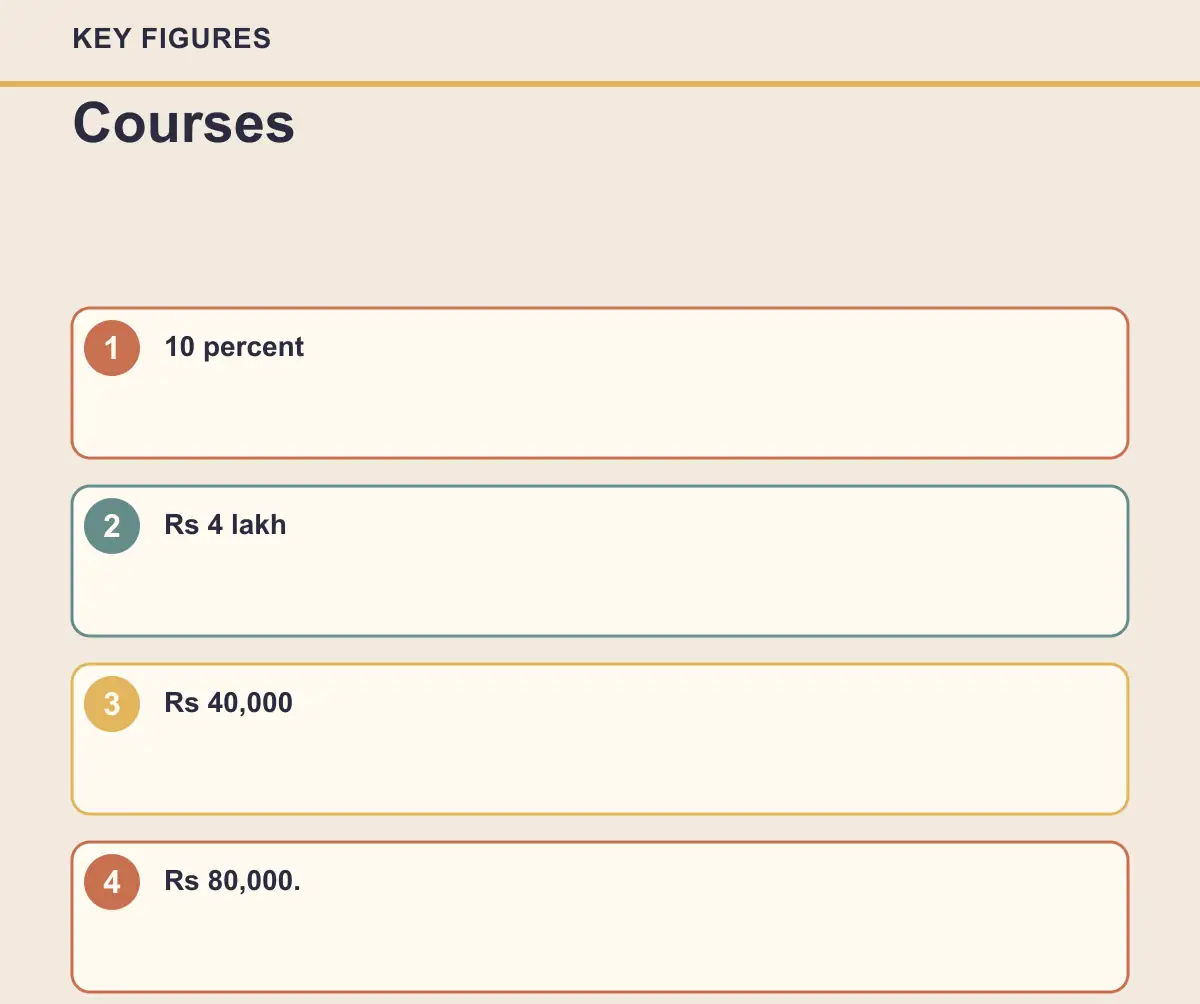 KEY FIGURES
Courses
1 10 percent
2 Rs 4 lakh
3 Rs 40,000
4 Rs 80,000.